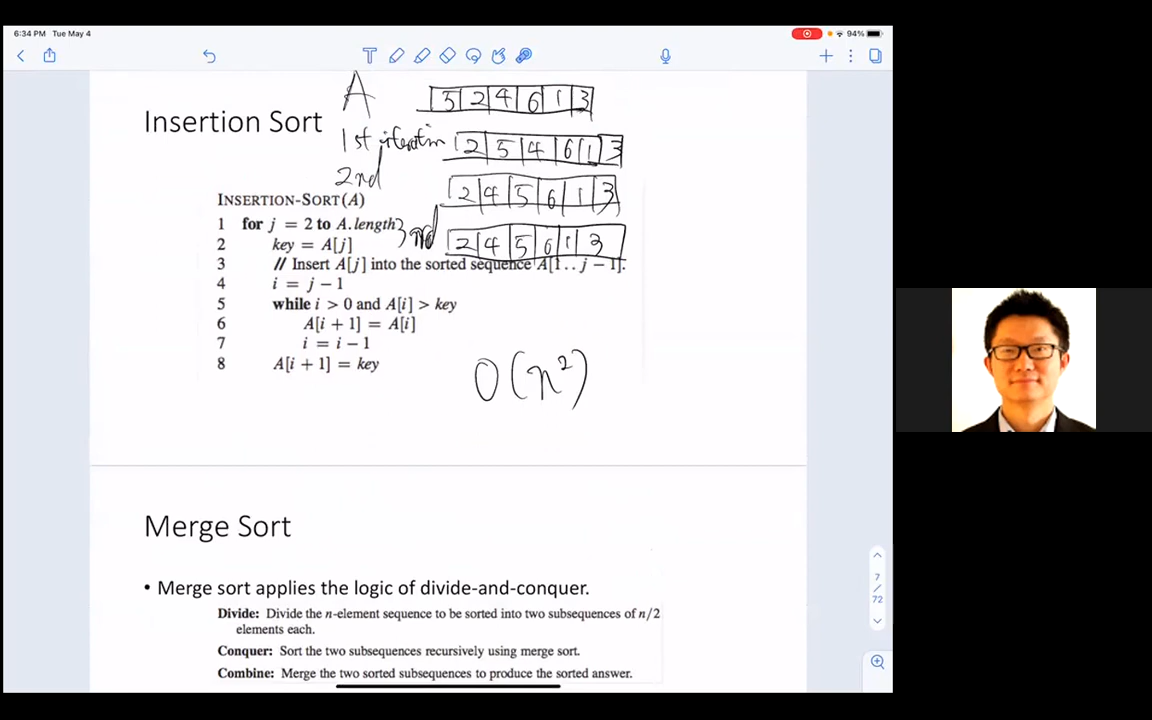 6:34 PM Tue May 4
94%
A 5 2 4 6 1 3
Insertion Sort
1st iteration 2 5 4 6 1 3
2nd 2 4 5 6 1 3
INSERTION-SORT(A)
1 for j = 2 to A.length
3rd 2 4 5 6 1 3
2 key = A[j]
3 // Insert A[j] into the sorted sequence A[1 . . j − 1].
4 i = j − 1
5 while i > 0 and A[i] > key
6 A[i + 1] = A[i]
7 i = i − 1
8 A[i + 1] = key
O(n²)
Merge Sort
• Merge sort applies the logic of divide-and-conquer.
Divide: Divide the n-element sequence to be sorted into two subsequences of n/2
elements each.
Conquer: Sort the two subsequences recursively using merge sort.
Combine: Merge the two sorted subsequences to produce the sorted answer.
7
/
72